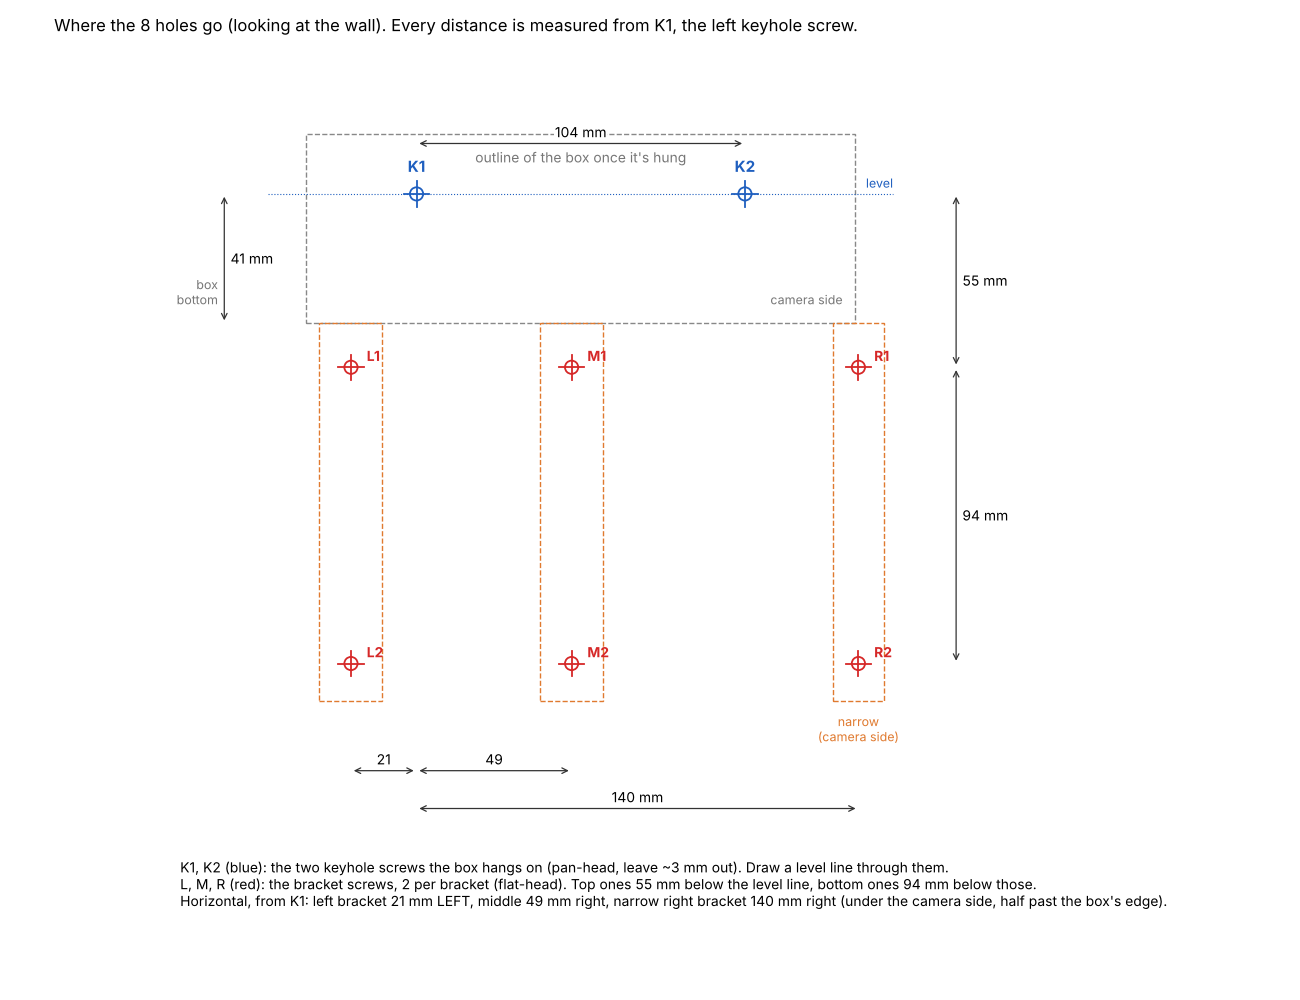 Where the 8 holes go (looking at the wall). Every distance is measured from K1, the left keyhole screw.
104 mm
outline of the box once it's hung
K1
K2
level
41 mm
55 mm
box
bottom
camera side
L1
M1
R1
94 mm
L2
M2
R2
narrow
(camera side)
21
49
140 mm
K1, K2 (blue): the two keyhole screws the box hangs on (pan-head, leave ~3 mm out). Draw a level line through them.
L, M, R (red): the bracket screws, 2 per bracket (flat-head). Top ones 55 mm below the level line, bottom ones 94 mm below those.
Horizontal, from K1: left bracket 21 mm LEFT, middle 49 mm right, narrow right bracket 140 mm right (under the camera side, half past the box's edge).